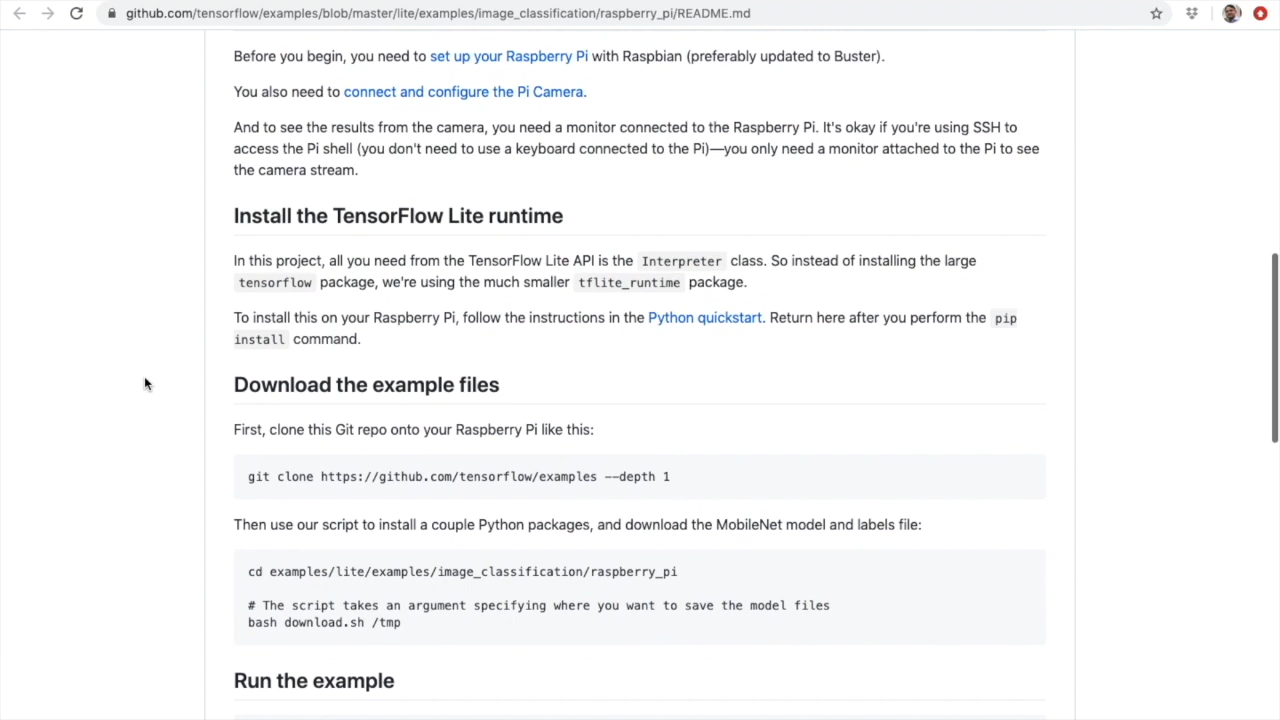 github.com/tensorflow/examples/blob/master/lite/examples/image_classification/raspberry_pi/README.md
Before you begin, you need to set up your Raspberry Pi with Raspbian (preferably updated to Buster).
You also need to connect and configure the Pi Camera.
And to see the results from the camera, you need a monitor connected to the Raspberry Pi. It's okay if you're using SSH to
access the Pi shell (you don't need to use a keyboard connected to the Pi)—you only need a monitor attached to the Pi to see
the camera stream.
Install the TensorFlow Lite runtime
In this project, all you need from the TensorFlow Lite API is the Interpreter class. So instead of installing the large
tensorflow package, we're using the much smaller tflite_runtime package.
To install this on your Raspberry Pi, follow the instructions in the Python quickstart. Return here after you perform the pip
install command.
Download the example files
First, clone this Git repo onto your Raspberry Pi like this:
git clone https://github.com/tensorflow/examples --depth 1
Then use our script to install a couple Python packages, and download the MobileNet model and labels file:
cd examples/lite/examples/image_classification/raspberry_pi
# The script takes an argument specifying where you want to save the model files
bash download.sh /tmp
Run the example